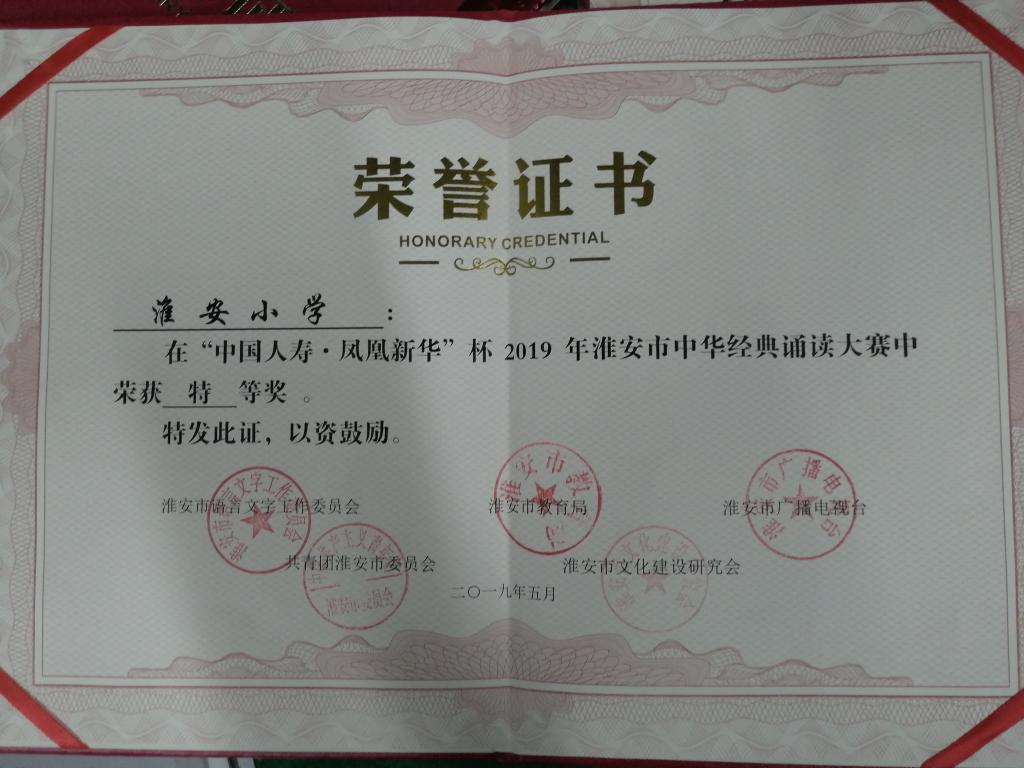 荣誉证书
HONORARY CREDENTIAL
淮安小学：
在“中国人寿·凤凰新华”杯 2019 年淮安市中华经典诵读大赛中
荣获 特 等奖 。
特发此证，以资鼓励。
淮安市语言文字工作委员会 淮安市教育局 淮安市广播电视台
共青团淮安市委员会 淮安市文化建设研究会
二〇一九年五月